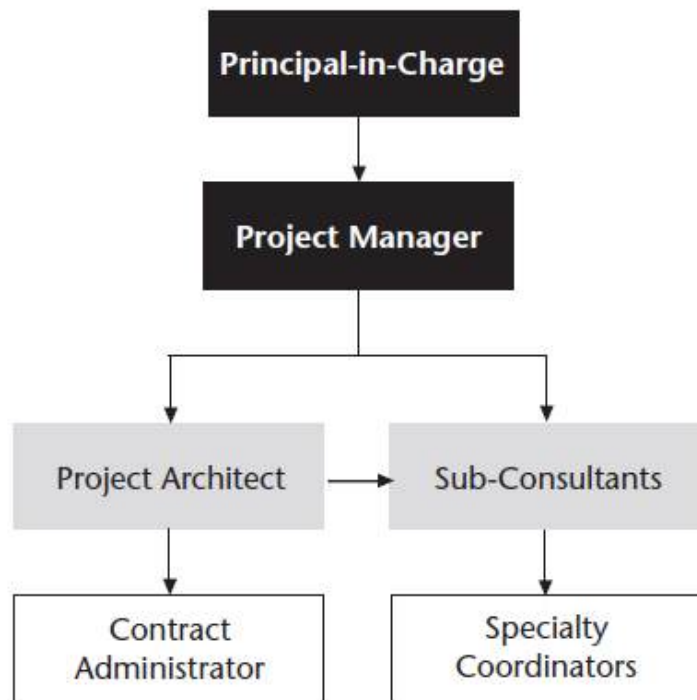 Principal-in-Charge
Project Manager
Project Architect
Sub-Consultants
Contract
Administrator
Specialty
Coordinators